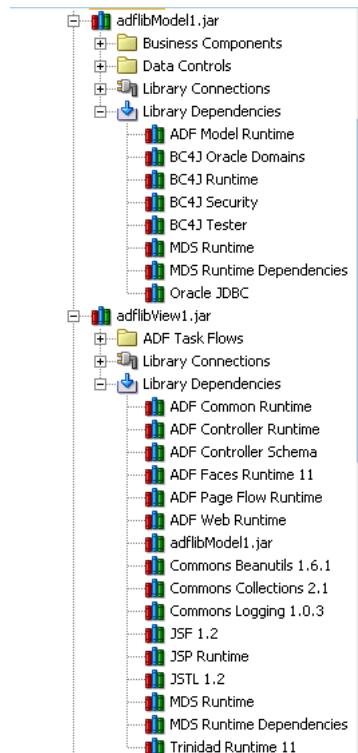 adflibModel1.jar
Business Components
Data Controls
Library Connections
Library Dependencies
ADF Model Runtime
BC4J Oracle Domains
BC4J Runtime
BC4J Security
BC4J Tester
MDS Runtime
MDS Runtime Dependencies
Oracle JDBC
adflibView1.jar
ADF Task Flows
Library Connections
Library Dependencies
ADF Common Runtime
ADF Controller Runtime
ADF Controller Schema
ADF Faces Runtime 11
ADF Page Flow Runtime
ADF Web Runtime
adflibModel1.jar
Commons Beanutils 1.6.1
Commons Collections 2.1
Commons Logging 1.0.3
JSF 1.2
JSP Runtime
JSTL 1.2
MDS Runtime
MDS Runtime Dependencies
Trinidad Runtime 11